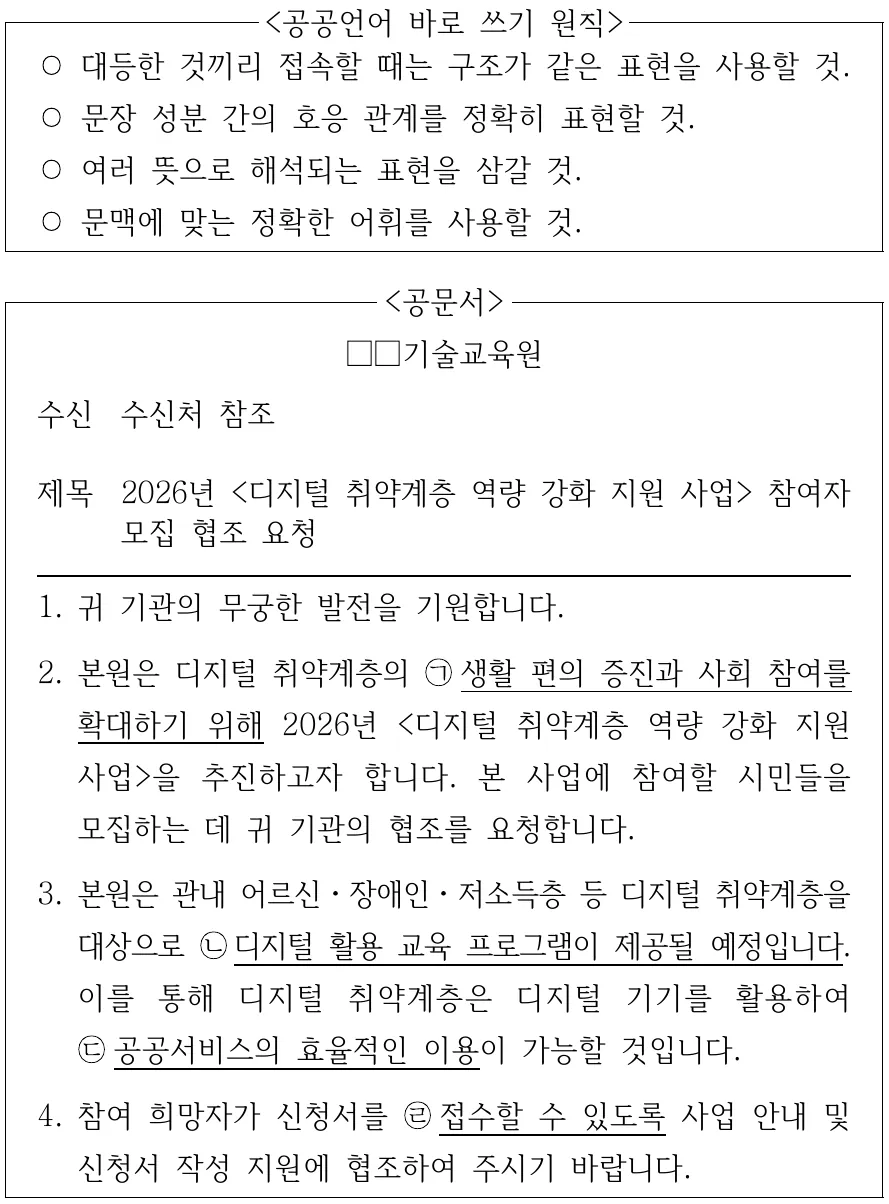 <공공언어 바로 쓰기 원칙>
○ 대등한 것끼리 접속할 때는 구조가 같은 표현을 사용할 것.
○ 문장 성분 간의 호응 관계를 정확히 표현할 것.
○ 여러 뜻으로 해석되는 표현을 삼갈 것.
○ 문맥에 맞는 정확한 어휘를 사용할 것.
<공문서>
□□기술교육원
수신 수신처 참조
제목 2026년 <디지털 취약계층 역량 강화 지원 사업> 참여자
모집 협조 요청
1. 귀 기관의 무궁한 발전을 기원합니다.
2. 본원은 디지털 취약계층의 ㉠생활 편의 증진과 사회 참여를
확대하기 위해 2026년 <디지털 취약계층 역량 강화 지원
사업>을 추진하고자 합니다. 본 사업에 참여할 시민들을
모집하는 데 귀 기관의 협조를 요청합니다.
3. 본원은 관내 어르신・장애인・저소득층 등 디지털 취약계층을
대상으로 ㉡디지털 활용 교육 프로그램이 제공될 예정입니다.
이를 통해 디지털 취약계층은 디지털 기기를 활용하여
㉢공공서비스의 효율적인 이용이 가능할 것입니다.
4. 참여 희망자가 신청서를 ㉣접수할 수 있도록 사업 안내 및
신청서 작성 지원에 협조하여 주시기 바랍니다.